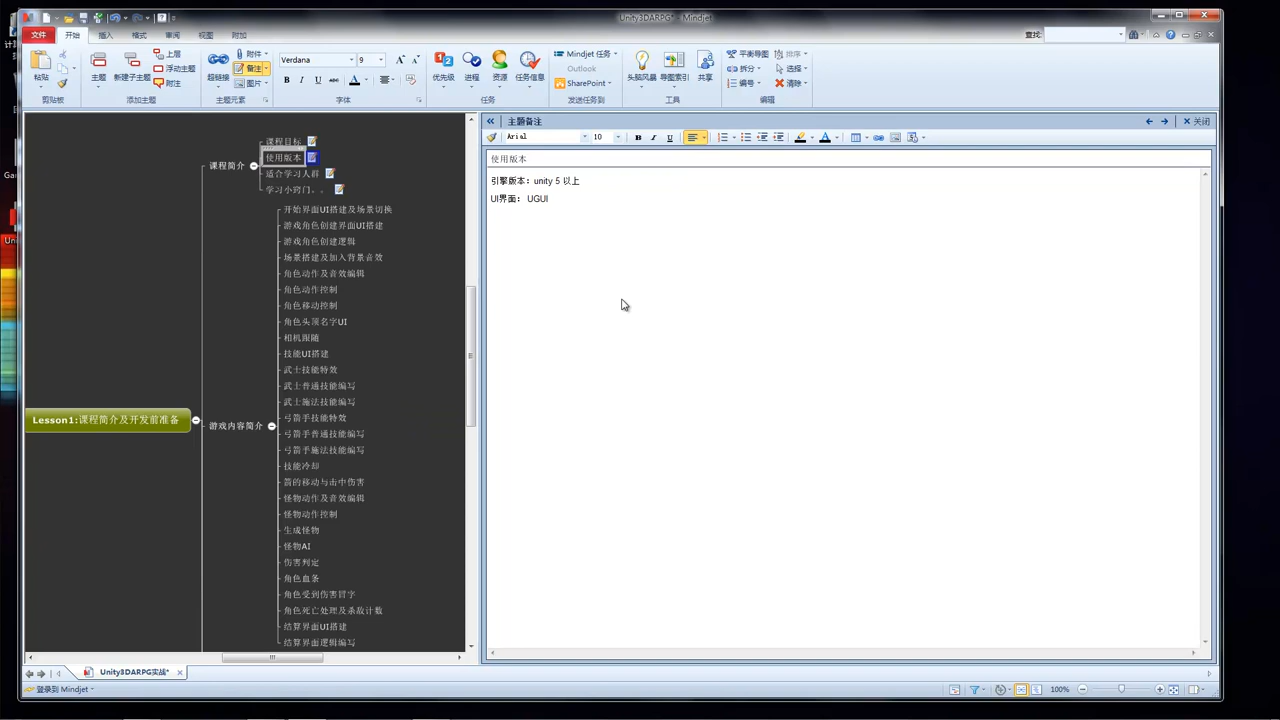 Unity3DARPG* - Mindjet
文件
开始
插入
格式
审阅
视图
附加
查找:
粘贴
剪贴板
主题
新建子主题
上层
浮动主题
附注
添加主题
超链接
附件
备注
图片
主题元素
Verdana
9
B I U A
字体
优先级
进程
资源
任务信息
任务
Mindjet 任务
Outlook
SharePoint
发送任务到
头脑风暴
导图索引
共享
工具
平衡导图
拆分
编号
排序
选择
清除
编辑
课程目标
使用版本
课程简介
适合学习人群
学习小窍门。。
开始界面UI搭建及场景切换
游戏角色创建界面UI搭建
游戏角色创建逻辑
场景搭建及加入背景音效
角色动作及音效编辑
角色动作控制
角色移动控制
角色头顶名字UI
相机跟随
技能UI搭建
武士技能特效
武士普通技能编写
武士施法技能编写
弓箭手技能特效
Lesson1:课程简介及开发前准备
游戏内容简介
弓箭手普通技能编写
弓箭手施法技能编写
技能冷却
箭的移动与击中伤害
怪物动作及音效编辑
怪物动作控制
生成怪物
怪物AI
伤害判定
角色血条
角色受到伤害冒字
角色死亡处理及杀敌计数
结算界面UI搭建
结算界面逻辑编写
主题备注
关闭
Arial
10
B I U
使用版本
引擎版本：unity 5 以上
UI界面： UGUI
Unity3DARPG实战*
登录到 Mindjet
100%